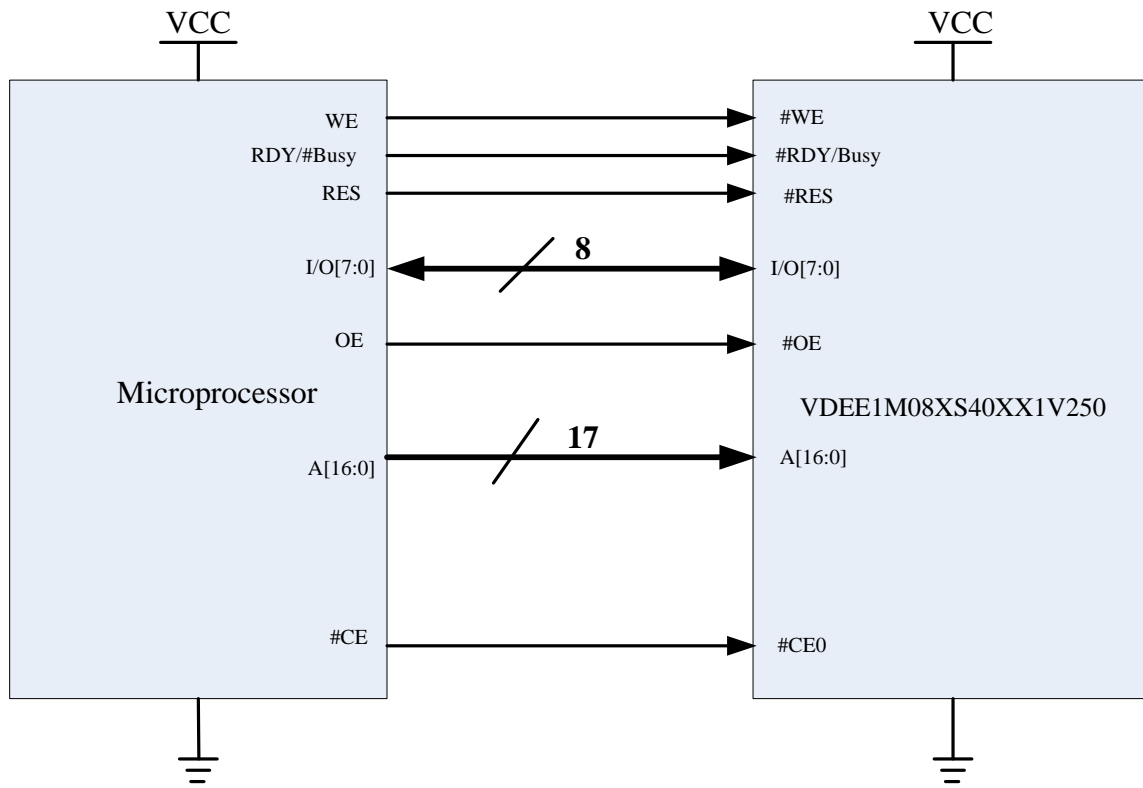 VCC
VCC
WE
#WE
RDY/#Busy
#RDY/Busy
RES
#RES
8
I/O[7:0]
I/O[7:0]
OE
#OE
Microprocessor
VDEE1M08XS40XX1V250
17
A[16:0]
A[16:0]
#CE
#CE0